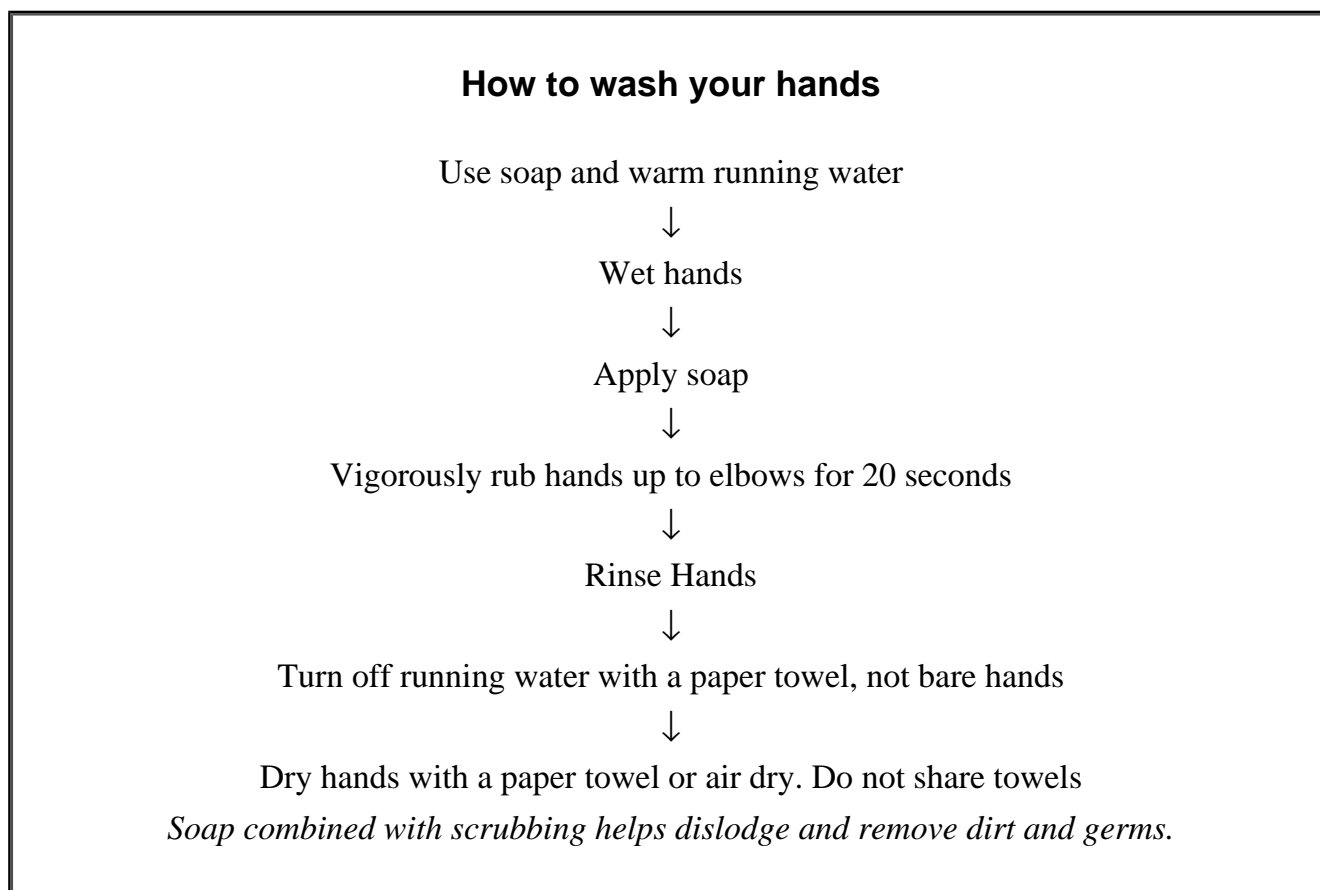 How to wash your hands
Use soap and warm running water
↓
Wet hands
↓
Apply soap
↓
Vigorously rub hands up to elbows for 20 seconds
↓
Rinse Hands
↓
Turn off running water with a paper towel, not bare hands
↓
Dry hands with a paper towel or air dry. Do not share towels
Soap combined with scrubbing helps dislodge and remove dirt and germs.